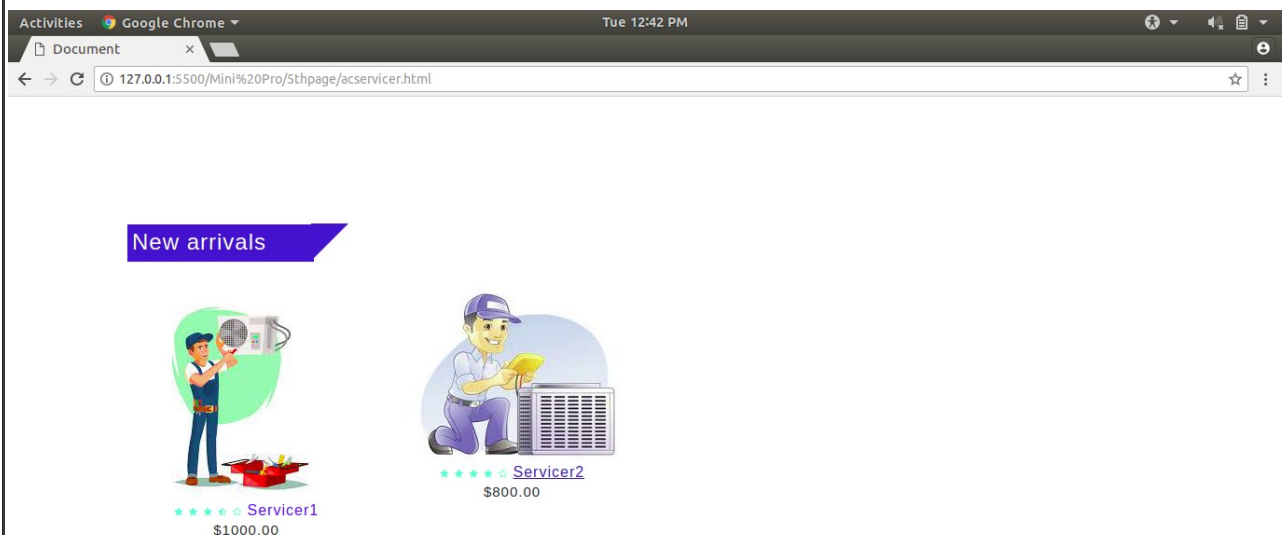 Activities Google Chrome Tue 12:42 PM
Document
127.0.0.1:5500/Mini%20Pro/5thpage/acservicer.html
New arrivals
Servicer2
$800.00
Servicer1
$1000.00